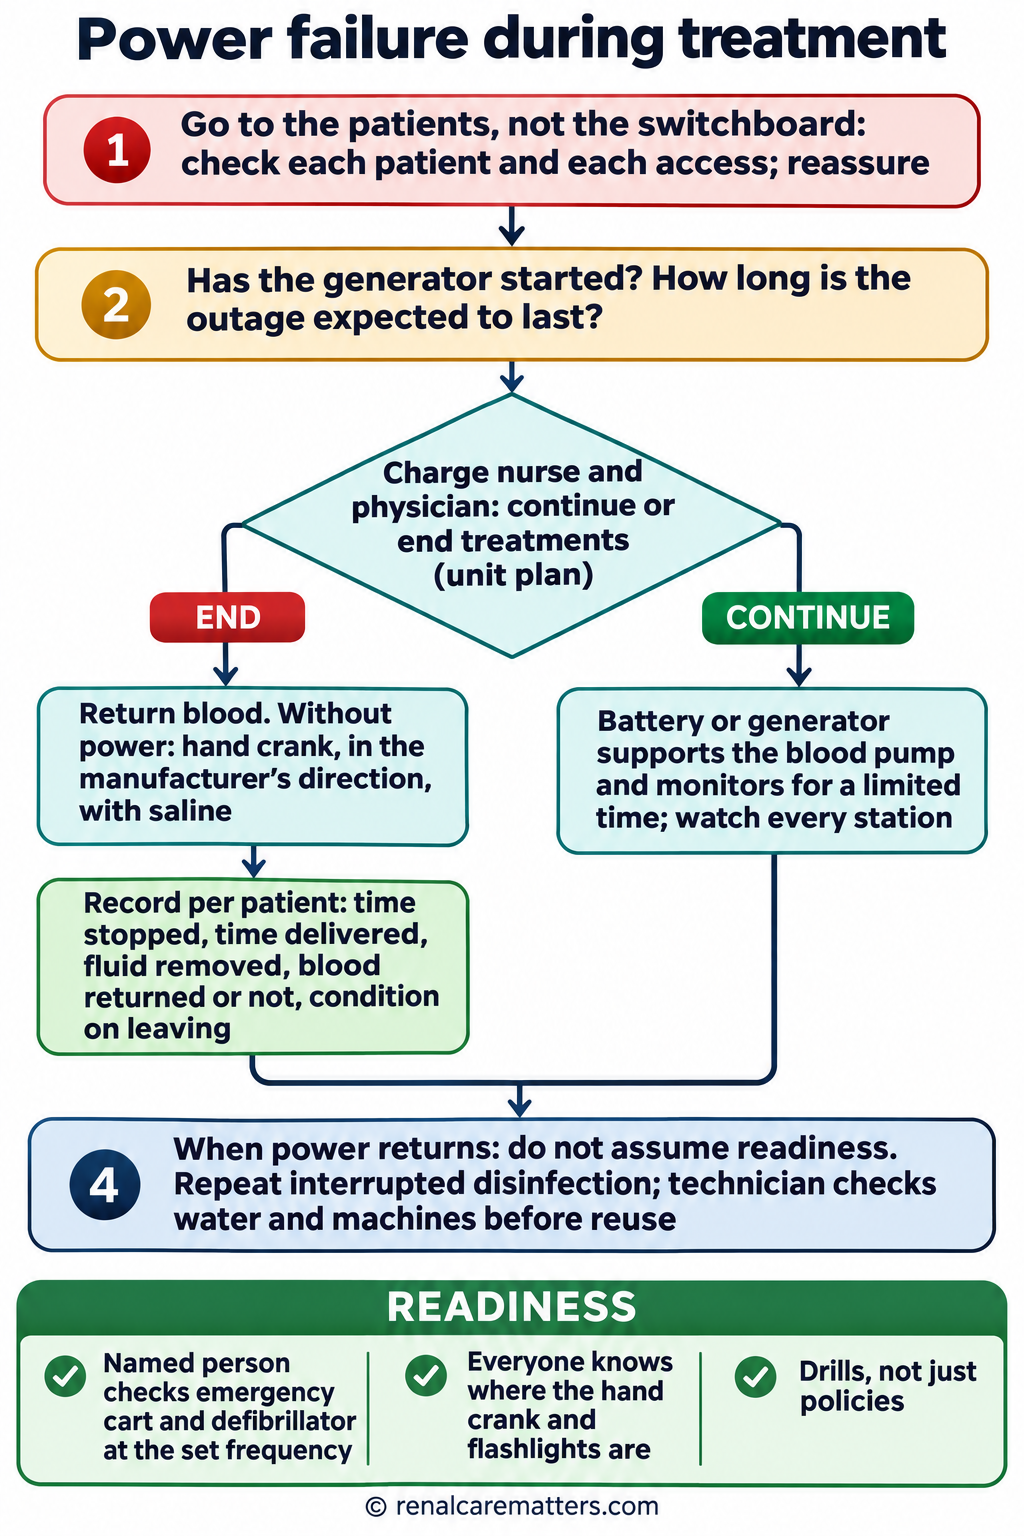 Power failure during treatment
1
Go to the patients, not the switchboard:
check each patient and each access; reassure
2
Has the generator started? How long is the
outage expected to last?
Charge nurse and
physician: continue or
end treatments
(unit plan)
END
CONTINUE
Return blood. Without
power: hand crank, in the
manufacturer’s direction,
with saline
Battery or generator
supports the blood pump
and monitors for a limited
time; watch every station
Record per patient: time
stopped, time delivered,
fluid removed, blood
returned or not, condition
on leaving
4
When power returns: do not assume readiness.
Repeat interrupted disinfection; technician checks
water and machines before reuse
READINESS
Named person
checks emergency
cart and defibrillator
at the set frequency
Everyone knows
where the hand
crank and
flashlights are
Drills, not just
policies
© renalcarematters.com